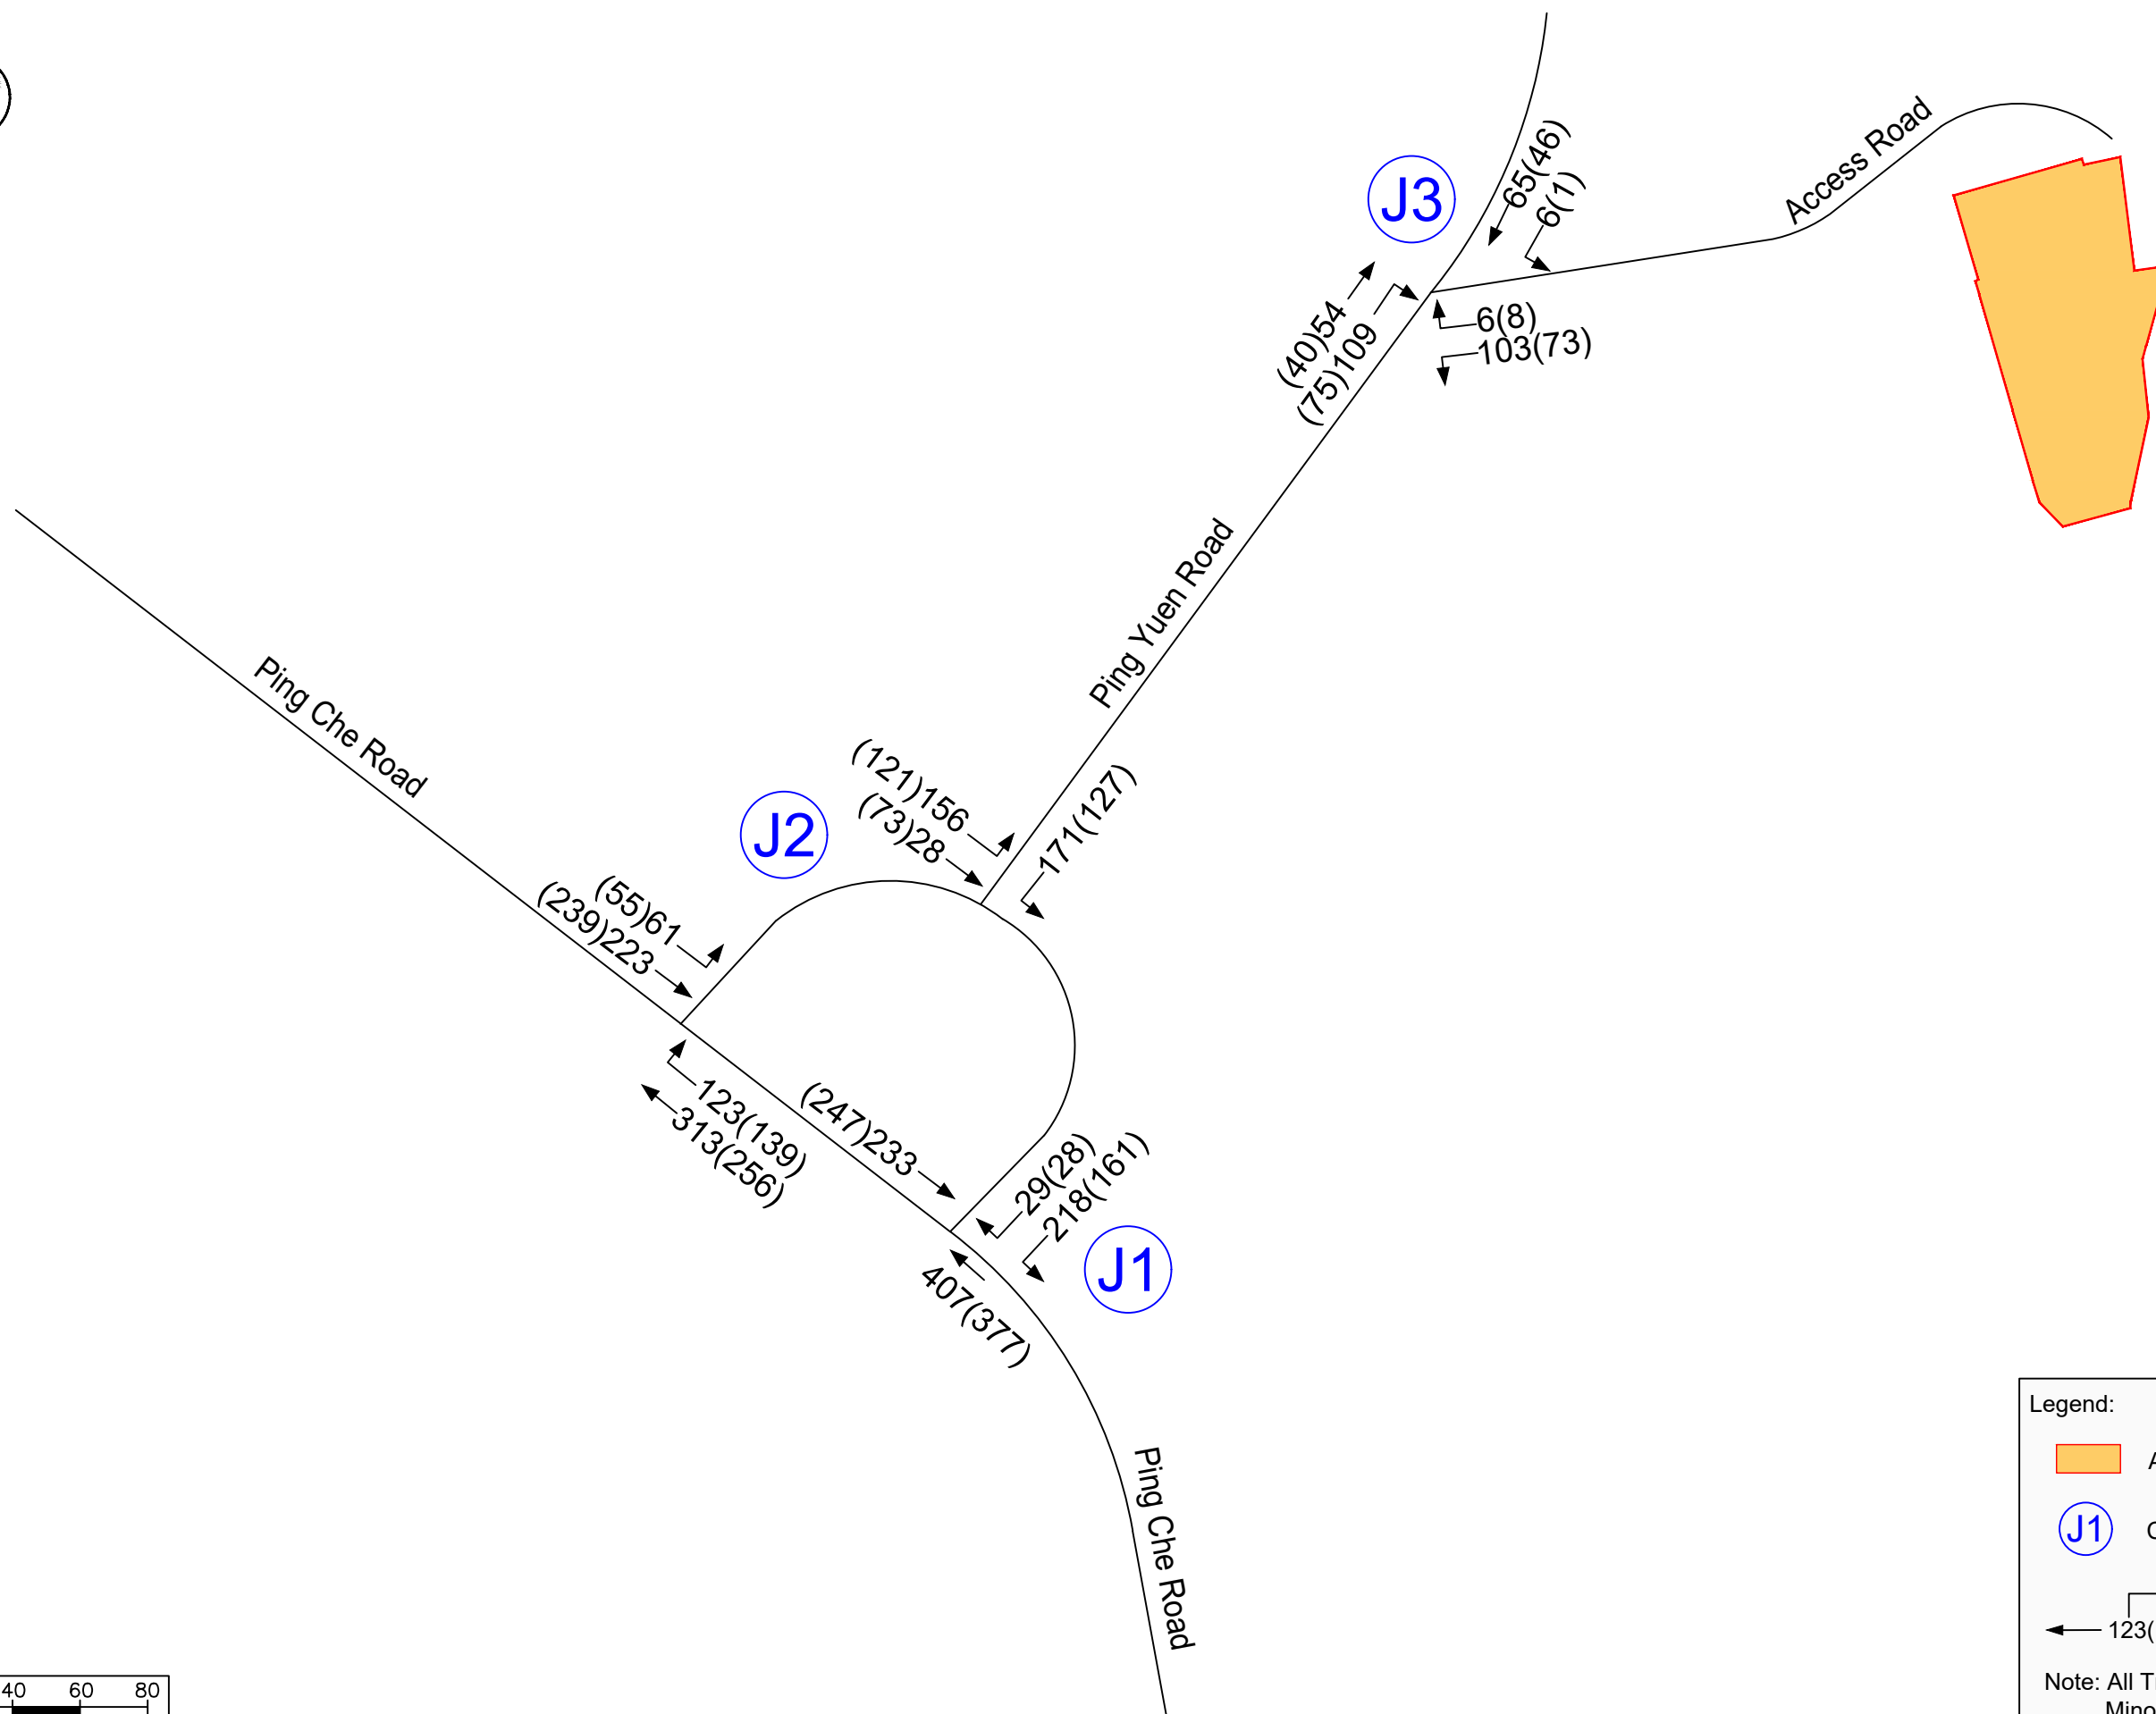 65(46)
6(1)
Access Road
J3
(40)54
(75)109
6(8)
103(73)
Ping Yuen Road
Ping Che Road
(121)156
(73)28
171(127)
J2
(55)61
(239)223
123(139)
313(256)
(247)233
29(28)
218(161)
J1
407(377)
Ping Che Road
Legend:
A
J1
123(
Note: All T
Mino
40 60 80